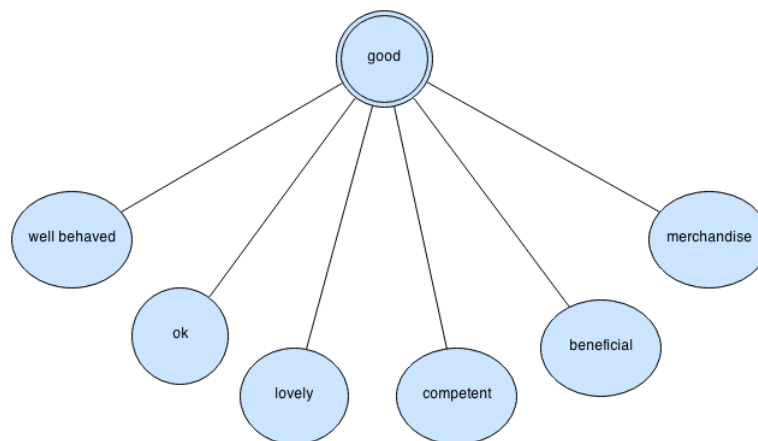 good
well behaved
merchandise
ok
beneficial
lovely
competent